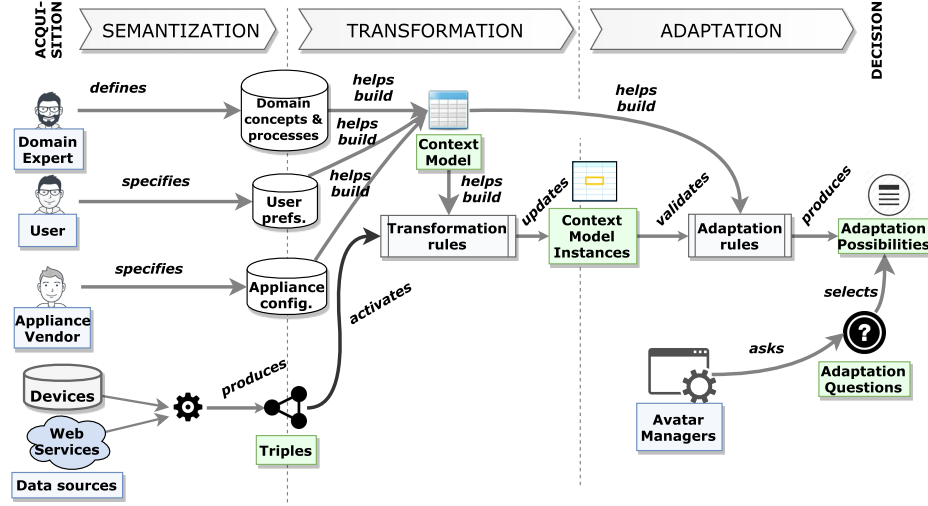 ACQUI-
SITION
SEMANTIZATION
TRANSFORMATION
ADAPTATION
DECISION
defines
Domain
Expert
Domain
concepts &
processes
helps
build
Context
Model
helps
build
specifies
User
User
prefs.
helps
build
helps
build
Transformation
rules
updates
Context
Model
Instances
validates
Adaptation
rules
produces
Adaptation
Possibilities
specifies
Appliance
Vendor
Appliance
config.
helps
build
activates
selects
Devices
Web
Services
Data sources
produces
Triples
asks
Avatar
Managers
?
Adaptation
Questions